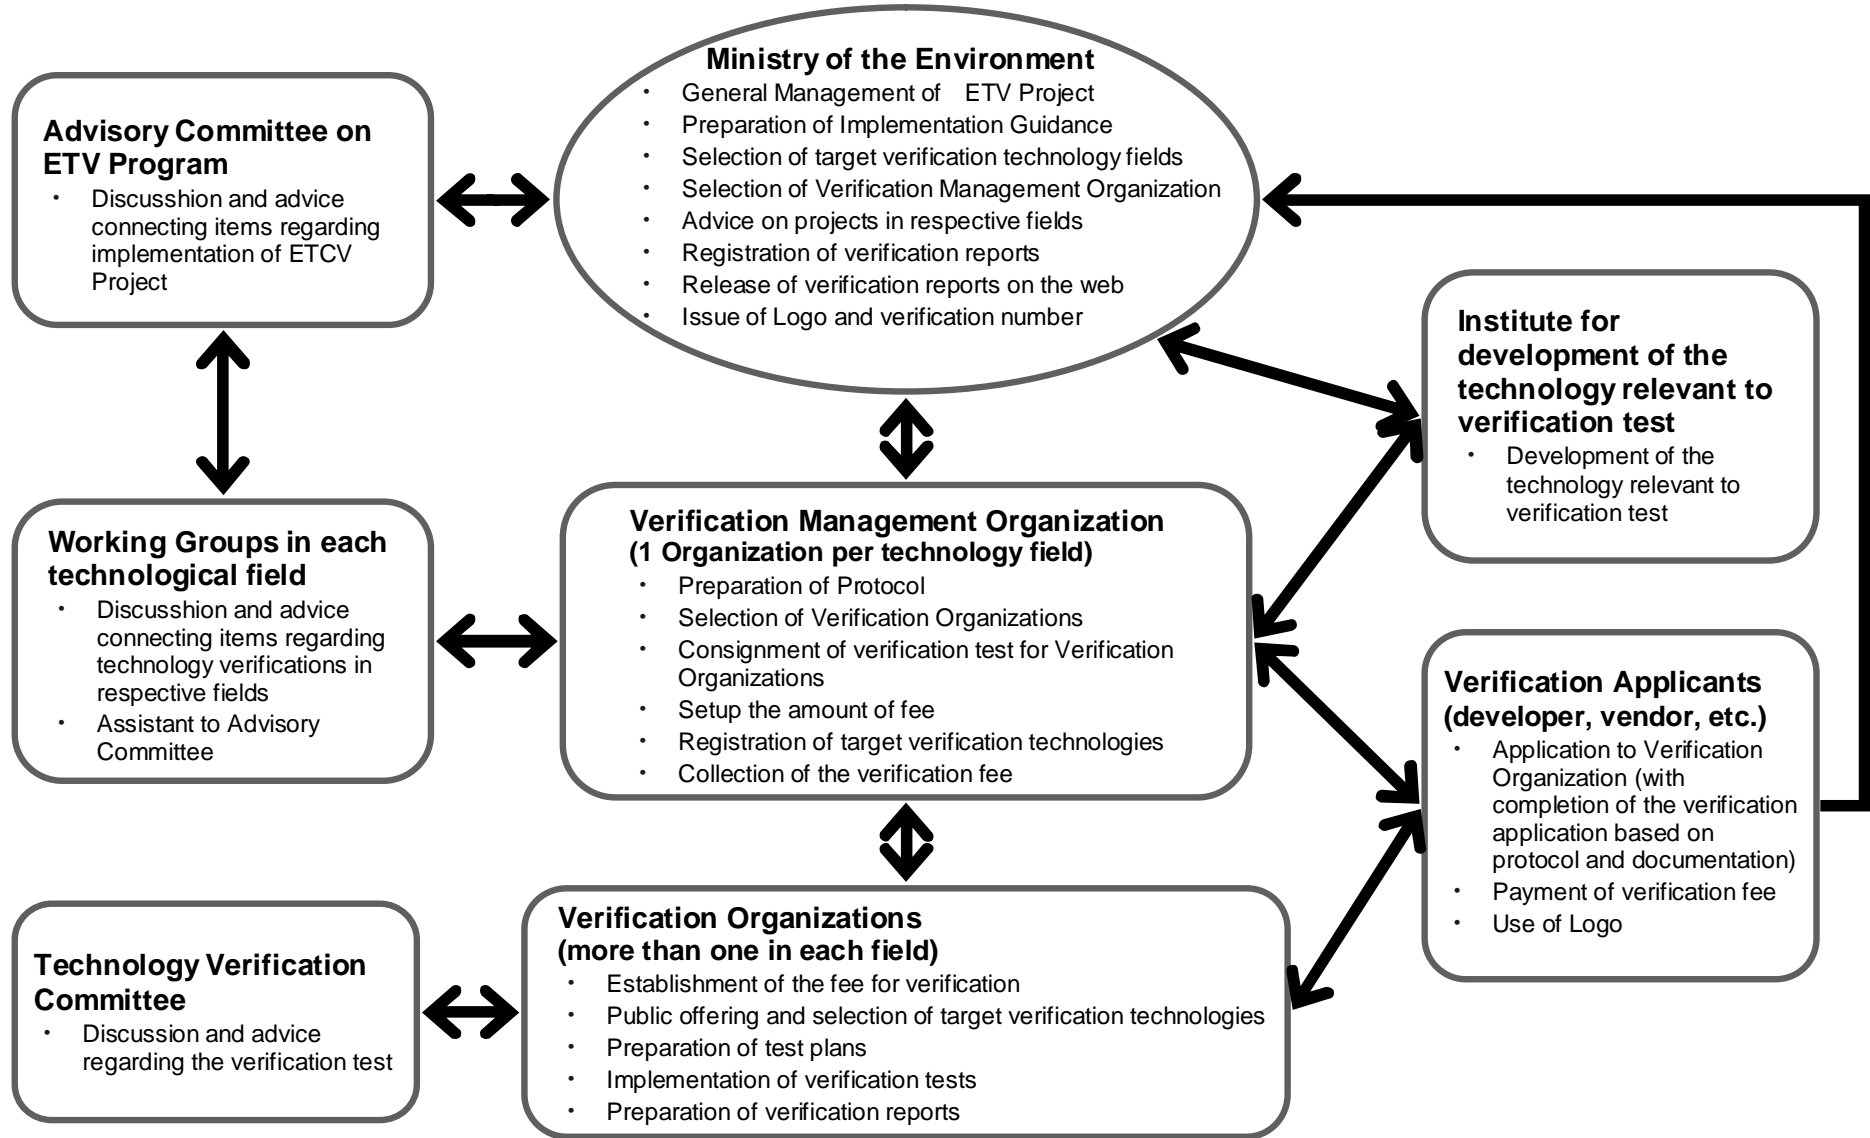 Ministry of the Environment
・ General Management of ETV Project
・ Preparation of Implementation Guidance
・ Selection of target verification technology fields
・ Selection of Verification Management Organization
・ Advice on projects in respective fields
・ Registration of verification reports
・ Release of verification reports on the web
・ Issue of Logo and verification number
Advisory Committee on
ETV Program
・ Discusshion and advice
connecting items regarding
implementation of ETCV
Project
Institute for
development of the
technology relevant to
verification test
・ Development of the
technology relevant to
verification test
Working Groups in each
technological field
・ Discusshion and advice
connecting items regarding
technology verifications in
respective fields
・ Assistant to Advisory
Committee
Verification Management Organization
(1 Organization per technology field)
・ Preparation of Protocol
・ Selection of Verification Organizations
・ Consignment of verification test for Verification
Organizations
・ Setup the amount of fee
・ Registration of target verification technologies
・ Collection of the verification fee
Verification Applicants
(developer, vendor, etc.)
・ Application to Verification
Organization (with
completion of the verification
application based on
protocol and documentation)
・ Payment of verification fee
・ Use of Logo
Technology Verification
Committee
・ Discussion and advice
regarding the verification test
Verification Organizations
(more than one in each field)
・ Establishment of the fee for verification
・ Public offering and selection of target verification technologies
・ Preparation of test plans
・ Implementation of verification tests
・ Preparation of verification reports